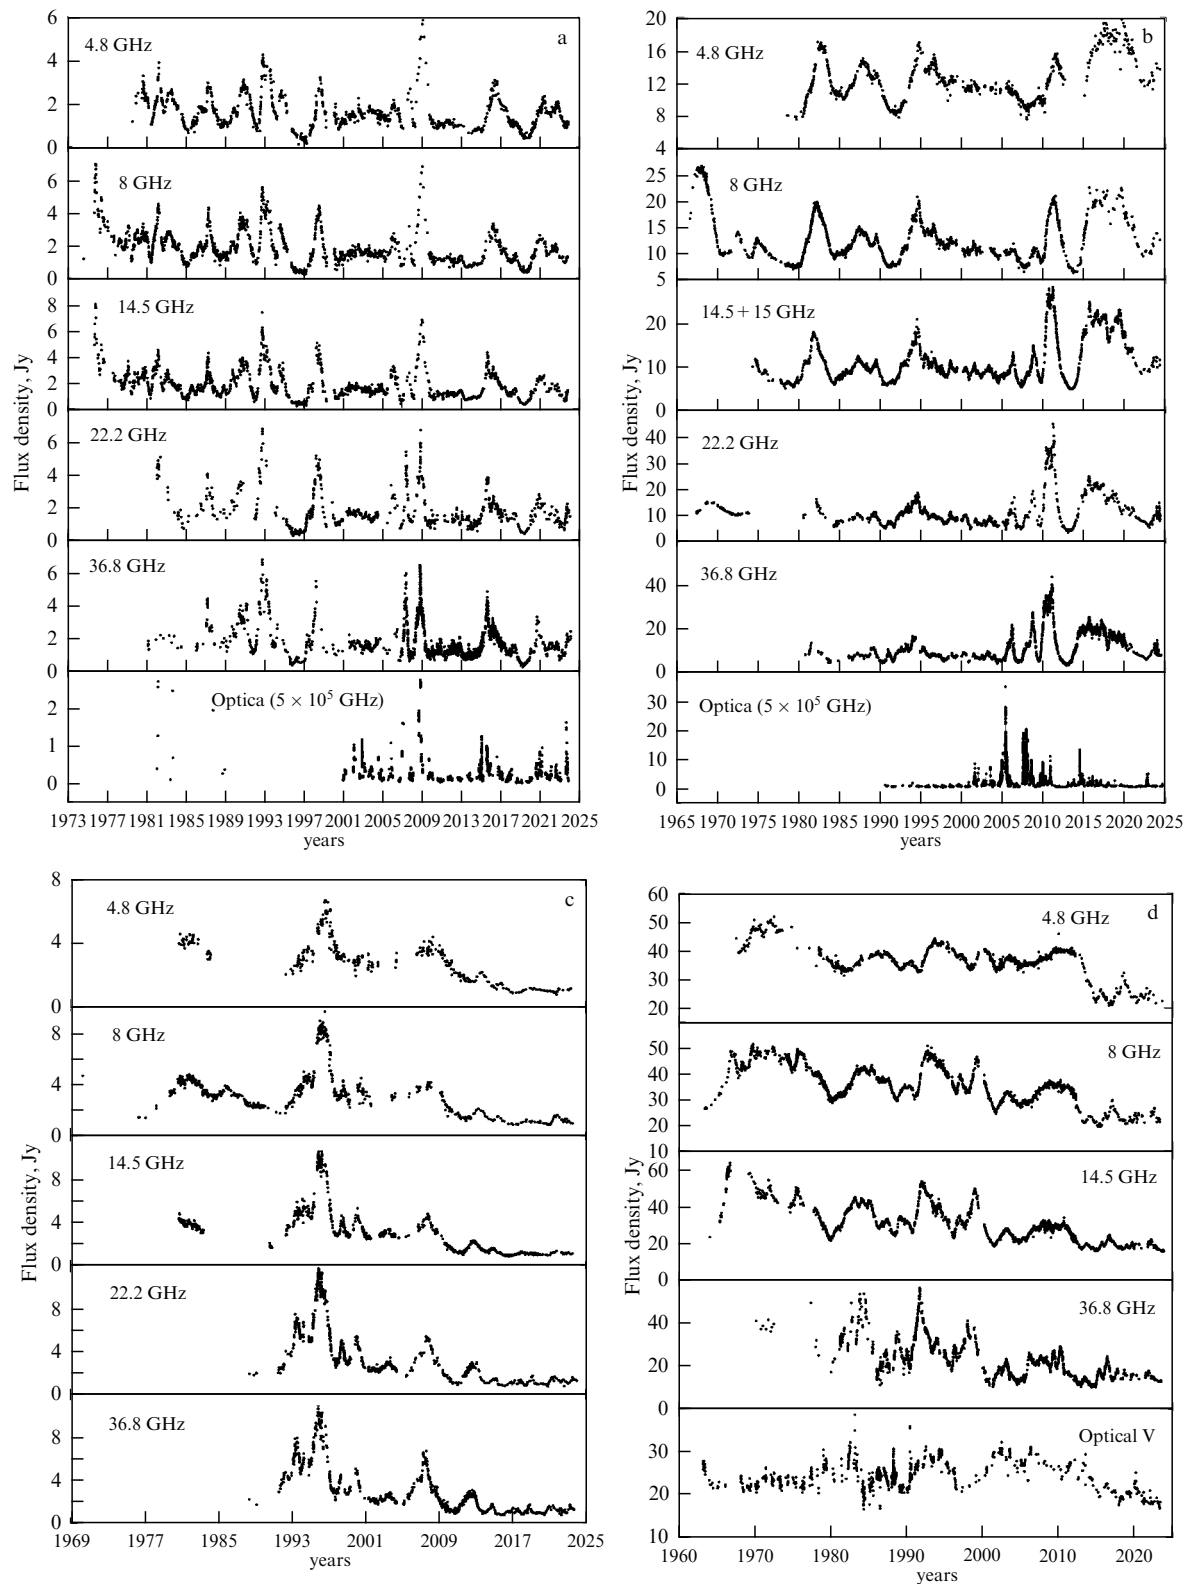 a
4.8 GHz
6
4
2
0
8 GHz
6
4
2
0
14.5 GHz
8
6
4
2
0
22.2 GHz
6
4
2
0
36.8 GHz
6
4
2
0
Optica (5 × 10⁵ GHz)
2
1
0
Flux density, Jy
1973 1977 1981 1985 1989 1993 1997 2001 2005 2009 2013 2017 2021 2025
years
b
4.8 GHz
20
16
12
8
4
8 GHz
25
20
15
10
5
14.5 + 15 GHz
20
10
0
22.2 GHz
40
30
20
10
0
36.8 GHz
40
20
0
Optica (5 × 10⁵ GHz)
30
20
10
0
Flux density, Jy
1965 1970 1975 1980 1985 1990 1995 2000 2005 2010 2015 2020 2025
years
c
4.8 GHz
8
4
0
8 GHz
8
4
0
14.5 GHz
8
4
0
22.2 GHz
8
4
0
36.8 GHz
8
4
0
Flux density, Jy
1969 1977 1985 1993 2001 2009 2017 2025
years
d
4.8 GHz
60
50
40
30
20
8 GHz
50
40
30
20
10
14.5 GHz
60
40
20
0
36.8 GHz
40
20
0
Optical V
30
20
10
Flux density, Jy
1960 1970 1980 1990 2000 2010 2020
years